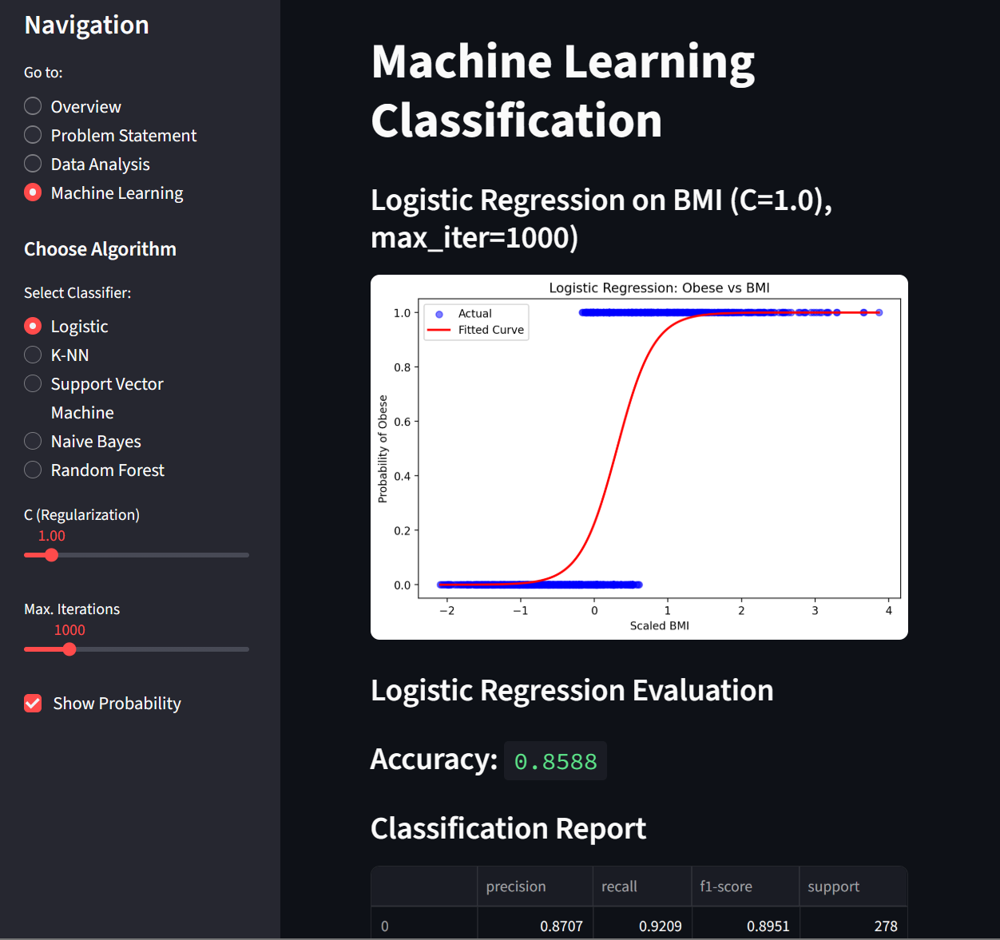 Navigation
Go to:
Overview
Problem Statement
Data Analysis
Machine Learning
Choose Algorithm
Select Classifier:
Logistic
K-NN
Support Vector
Machine
Naive Bayes
Random Forest
C (Regularization)
1.00
Max. Iterations
1000
Show Probability
Machine Learning
Classification
Logistic Regression on BMI (C=1.0),
max_iter=1000)
Logistic Regression: Obese vs BMI
Actual
Fitted Curve
Probability of Obese
1.0
0.8
0.6
0.4
0.2
0.0
−2 −1 0 1 2 3 4
Scaled BMI
Logistic Regression Evaluation
Accuracy: 0.8588
Classification Report
precision recall f1-score support
0 0.8707 0.9209 0.8951 278